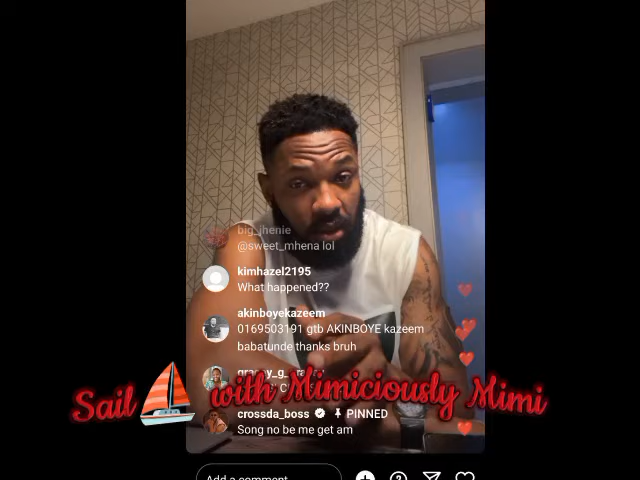 big_jhenie
@sweet_mhena lol
kimhazel2195
What happened??
akinboyekazeem
0169503191 gtb AKINBOYE kazeem
babatunde thanks bruh
Sail with Mimiciously Mimi
crossda_boss PINNED
Song no be me get am
Add a comment